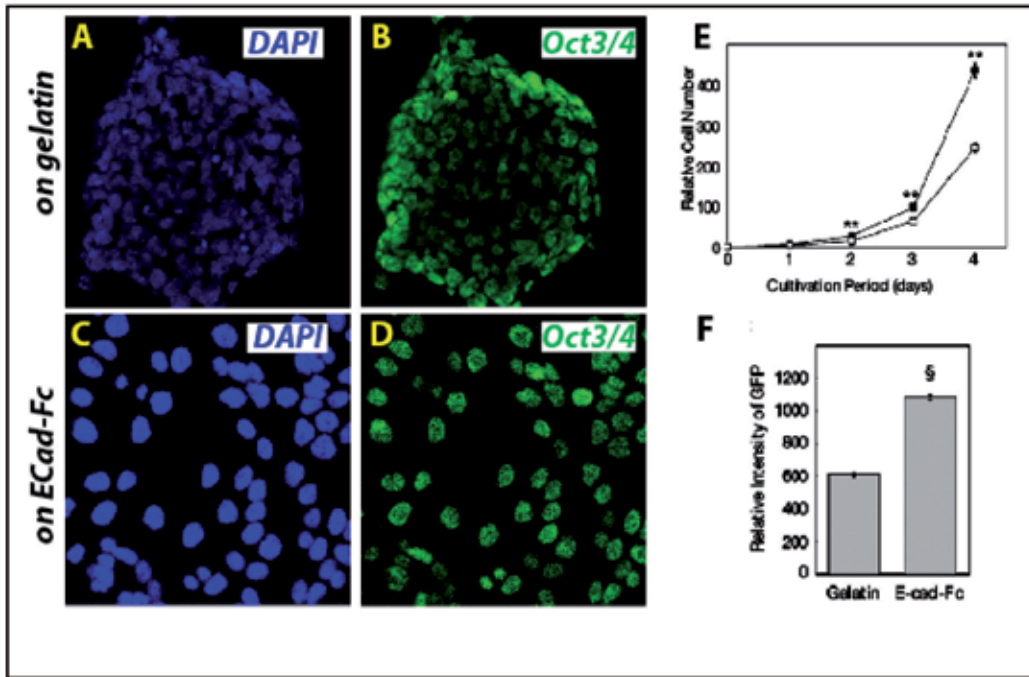 on gelatin
A
DAPI
B
Oct3/4
on ECad-Fc
C
DAPI
D
Oct3/4
E
Relative Cell Number
400
300
200
100
0
**
**
**
0 1 2 3 4
Cultivation Period (days)
F
Relative Intensity of GFP
1200
1000
800
600
400
200
0
§
Gelatin E-cad-Fc